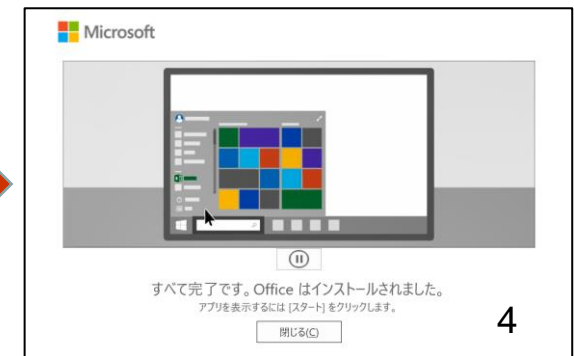 Microsoft
すべて完了です。Office はインストールされました。
アプリを表示するには [スタート] をクリックします。
閉じる(C)
4